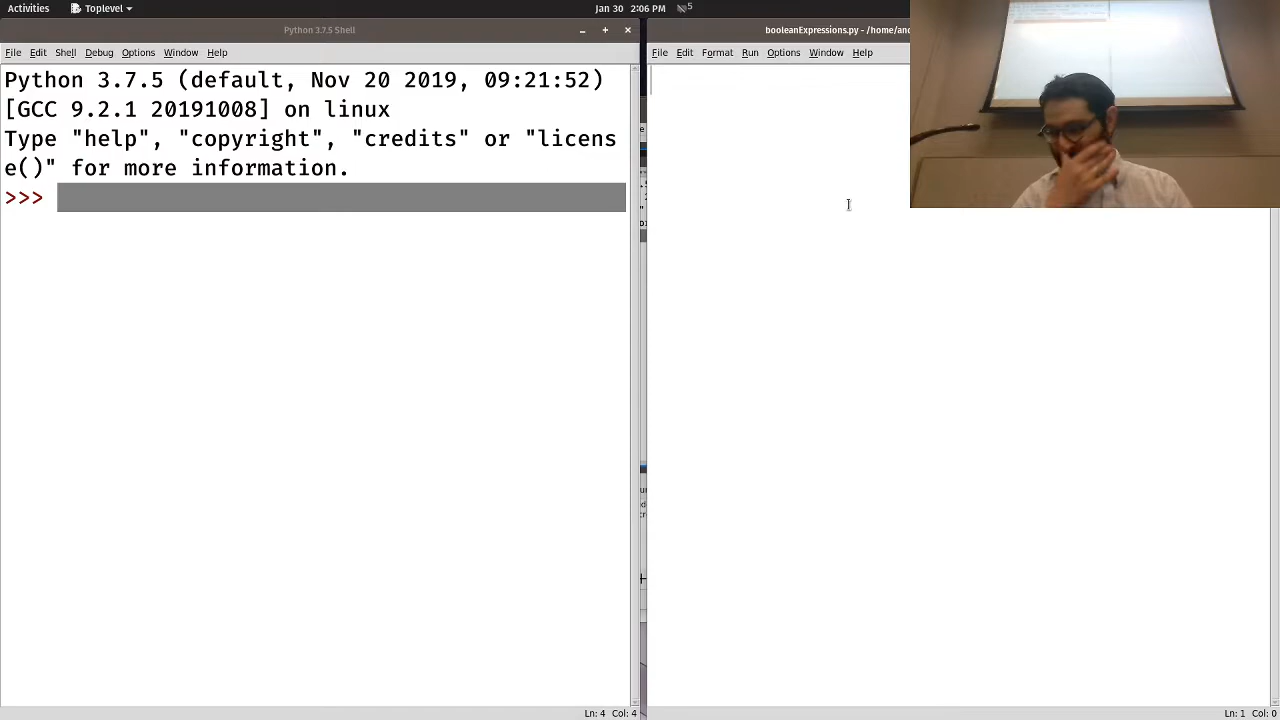 Activities
Toplevel
Jan 30 2:06 PM
5
Python 3.7.5 Shell
File Edit Shell Debug Options Window Help
Python 3.7.5 (default, Nov 20 2019, 09:21:52)
[GCC 9.2.1 20191008] on linux
Type "help", "copyright", "credits" or "licens
e()" for more information.
>>>
Ln: 4 Col: 4
booleanExpressions.py - /home/and
File Edit Format Run Options Window Help
Ln: 1 Col: 0